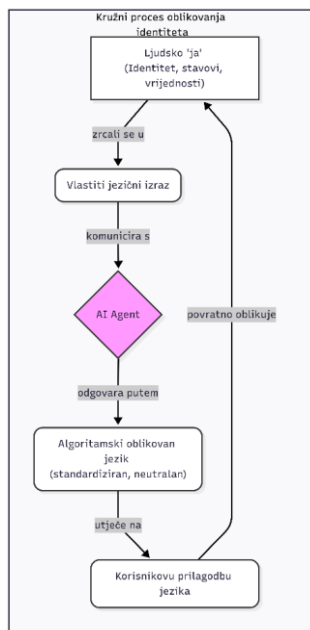 Kružni proces oblikovanja
identiteta
Ljudsko 'ja'
(Identitet, stavovi,
vrijednosti)
zrcali se u
Vlastiti jezični izraz
komunicira s
AI Agent
povratno oblikuje
odgovara putem
Algoritamski oblikovan
jezik
(standardiziran, neutralan)
utječe na
Korisnikovu prilagodbu
jezika